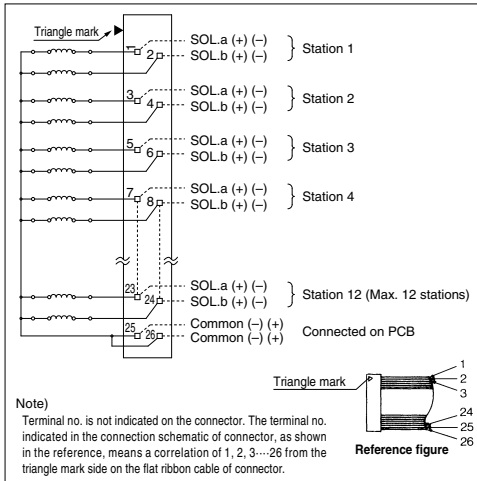 Triangle mark
1 SOL.a (+) (–)
2 SOL.b (+) (–)
Station 1
3 SOL.a (+) (–)
4 SOL.b (+) (–)
Station 2
5 SOL.a (+) (–)
6 SOL.b (+) (–)
Station 3
7 SOL.a (+) (–)
8 SOL.b (+) (–)
Station 4
23 SOL.a (+) (–)
24 SOL.b (+) (–)
Station 12 (Max. 12 stations)
25 Common (–) (+)
26 Common (–) (+)
Connected on PCB
Note)
Terminal no. is not indicated on the connector. The terminal no.
indicated in the connection schematic of connector, as shown
in the reference, means a correlation of 1, 2, 3····26 from the
triangle mark side on the flat ribbon cable of connector.
Triangle mark
1
2
3
24
25
26
Reference figure